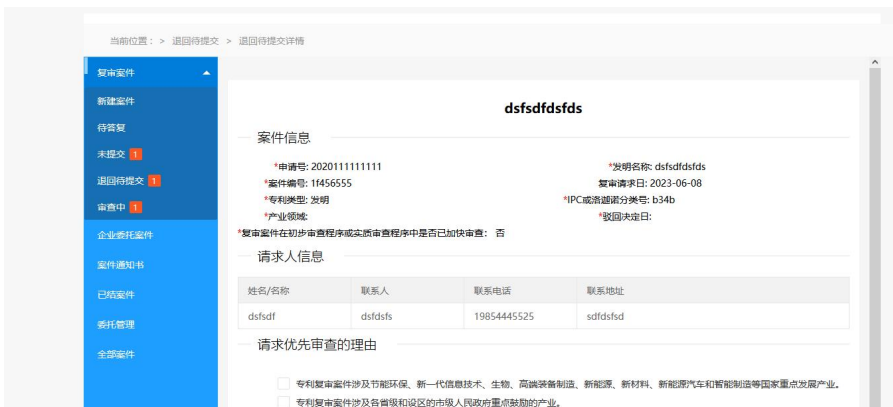 当前位置： > 退回待提交 > 退回待提交详情
复审案件
新建案件
待答复
未提交 1
退回待提交 1
审查中 1
企业委托案件
案件通知书
已结案件
委托管理
全部案件
dsfsdfdsfds
案件信息
*申请号: 2020111111111 *发明名称: dsfsdfdsfds
*案件编号: 1f456555 复审请求日: 2023-06-08
*专利类型: 发明 *IPC或洛迦诺分类号: b34b
*产业领域: *驳回决定日:
*复审案件在初步审查程序或实质审查程序中是否已加快审查: 否
请求人信息
姓名/名称 联系人 联系电话 联系地址
dsfsdf dsfdsfs 19854445525 sdfdsfsd
请求优先审查的理由
专利复审案件涉及节能环保、新一代信息技术、生物、高端装备制造、新能源、新材料、新能源汽车和智能制造等国家重点发展产业。
专利复审案件涉及各省级和设区的市级人民政府重点鼓励的产业。